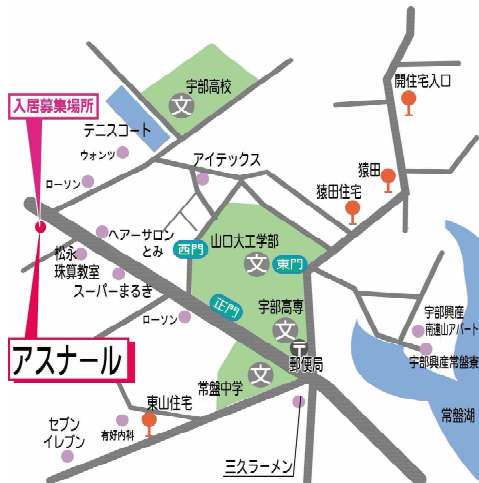 宇部高校
文
開住宅入口
入居募集場所
テニスコート
ウォンツ
アイテックス
猿田
ローソン
猿田住宅
ヘアーサロン
とみ
山口大工学部
西門
文
東門
松永
珠算教室
スーパーまるき
正門
宇部高専
文
ローソン
宇部興産
南遠山アパート
宇部興産常盤寮
〒
郵便局
アスナール
常盤中学
文
東山住宅
常盤湖
セブン
イレブン
有好内科
三久ラーメン